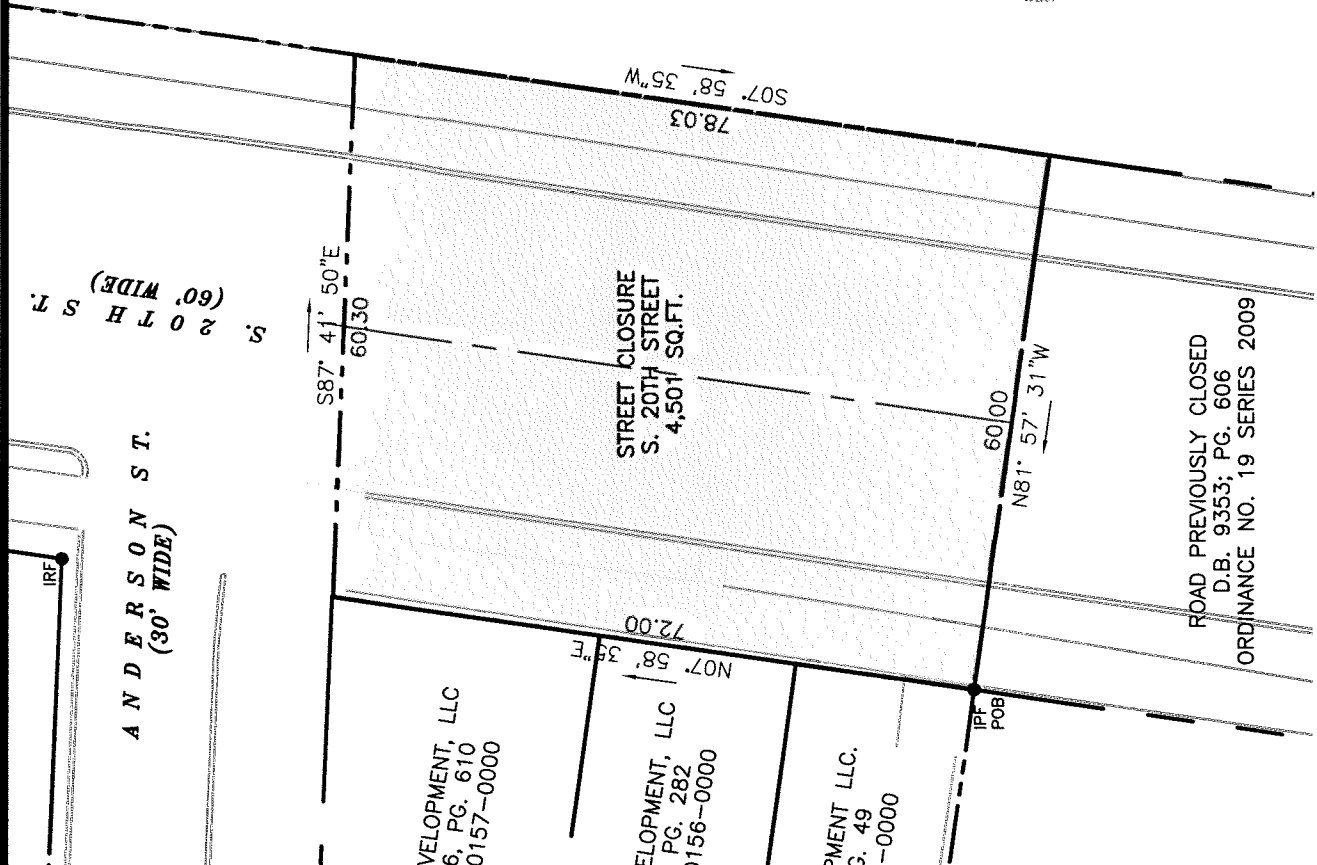 S07° 58' 35"W
78.03
S. 20TH ST.
(60' WIDE)
S87° 41' 50"E
60.30
STREET CLOSURE
S. 20TH STREET
4,501 SQ.FT.
60.00
N81° 57' 31"W
ROAD PREVIOUSLY CLOSED
D.B. 9353; PG. 606
ORDINANCE NO. 19 SERIES 2009
ANDERSON ST.
(30' WIDE)
IRF
72.00
N07° 58' 35"E
IPF
POB
VELOPMENT, LLC
6, PG. 610
0157-0000
ELOPMENT, LLC
PG. 282
0156-0000
PMENT LLC.
G. 49
-0000